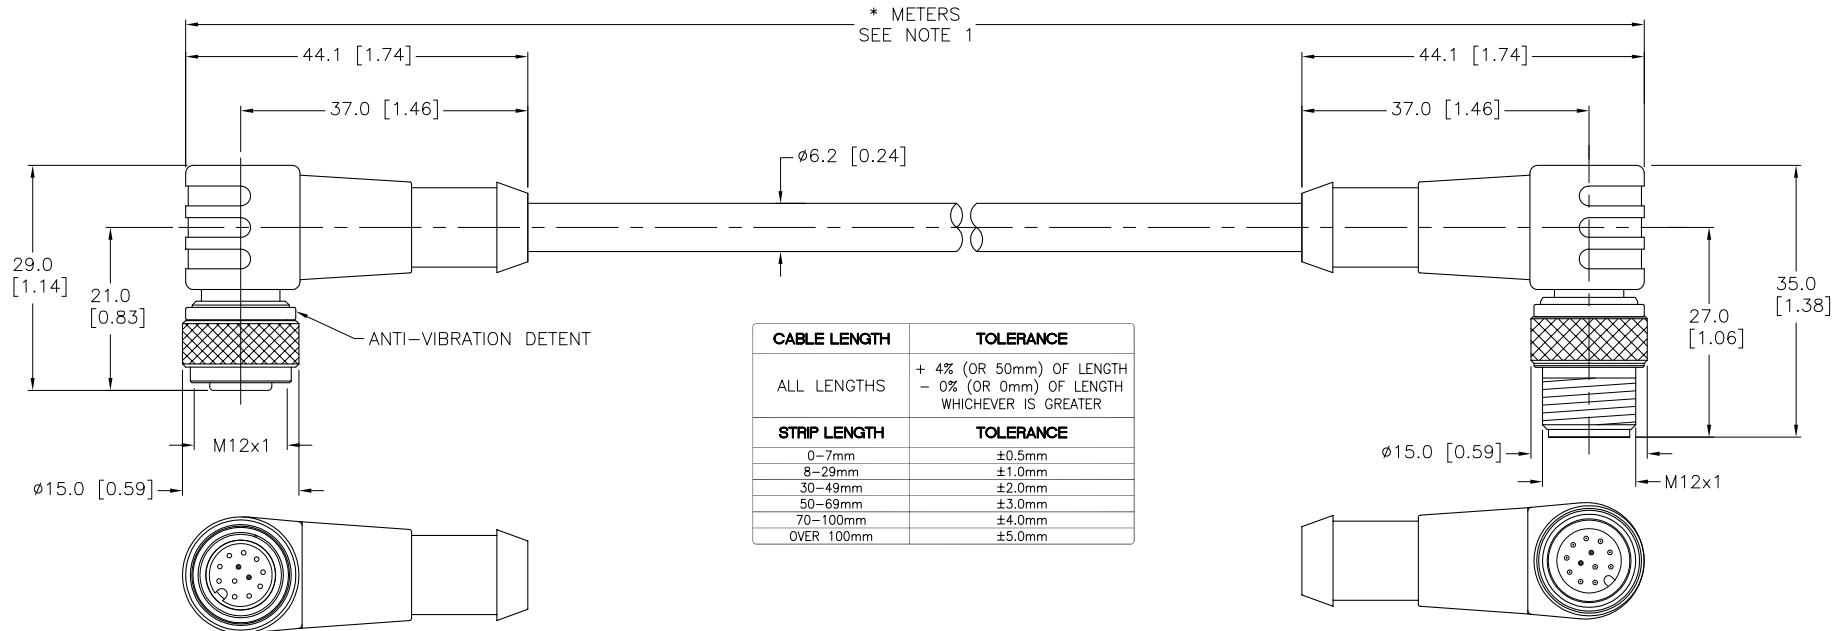 * METERS
SEE NOTE 1
44.1 [1.74]
44.1 [1.74]
37.0 [1.46]
37.0 [1.46]
ø6.2 [0.24]
29.0
[1.14]
21.0
[0.83]
35.0
[1.38]
27.0
[1.06]
ANTI-VIBRATION DETENT
M12x1
ø15.0 [0.59]
ø15.0 [0.59]
M12x1
CABLE LENGTH TOLERANCE
ALL LENGTHS
+ 4% (OR 50mm) OF LENGTH
- 0% (OR 0mm) OF LENGTH
WHICHEVER IS GREATER
STRIP LENGTH TOLERANCE
0-7mm ±0.5mm
8-29mm ±1.0mm
30-49mm ±2.0mm
50-69mm ±3.0mm
70-100mm ±4.0mm
OVER 100mm ±5.0mm